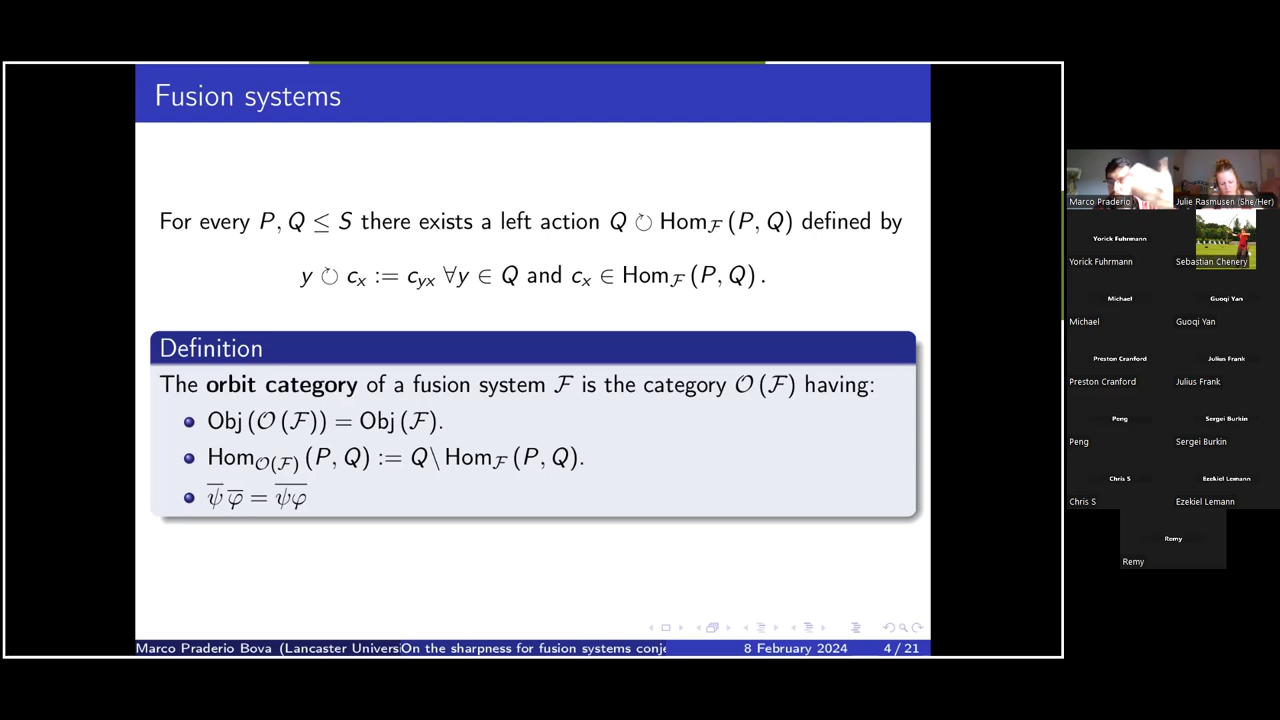 Fusion systems
For every P, Q ≤ S there exists a left action Q ↻ Hom_F (P, Q) defined by
y ↻ c_x := c_yx ∀y ∈ Q and c_x ∈ Hom_F (P, Q) .
Definition
The orbit category of a fusion system F is the category O (F) having:
Obj (O (F)) = Obj (F).
Hom_O(F) (P, Q) := Q\ Hom_F (P, Q).
ψ̅ φ̅ = \overline{ψφ}
Marco Praderio Bova (Lancaster Universi
On the sharpness for fusion systems conje
8 February 2024
4 / 21
Marco Praderio
Julie Rasmusen (She/Her)
Yorick Fuhrmann
Yorick Fuhrmann
Sebastian Chenery
Michael
Guoqi Yan
Michael
Guoqi Yan
Preston Cranford
Julius Frank
Preston Cranford
Julius Frank
Peng
Sergei Burkin
Peng
Sergei Burkin
Chris S
Ezekiel Lemann
Chris S
Ezekiel Lemann
Remy
Remy